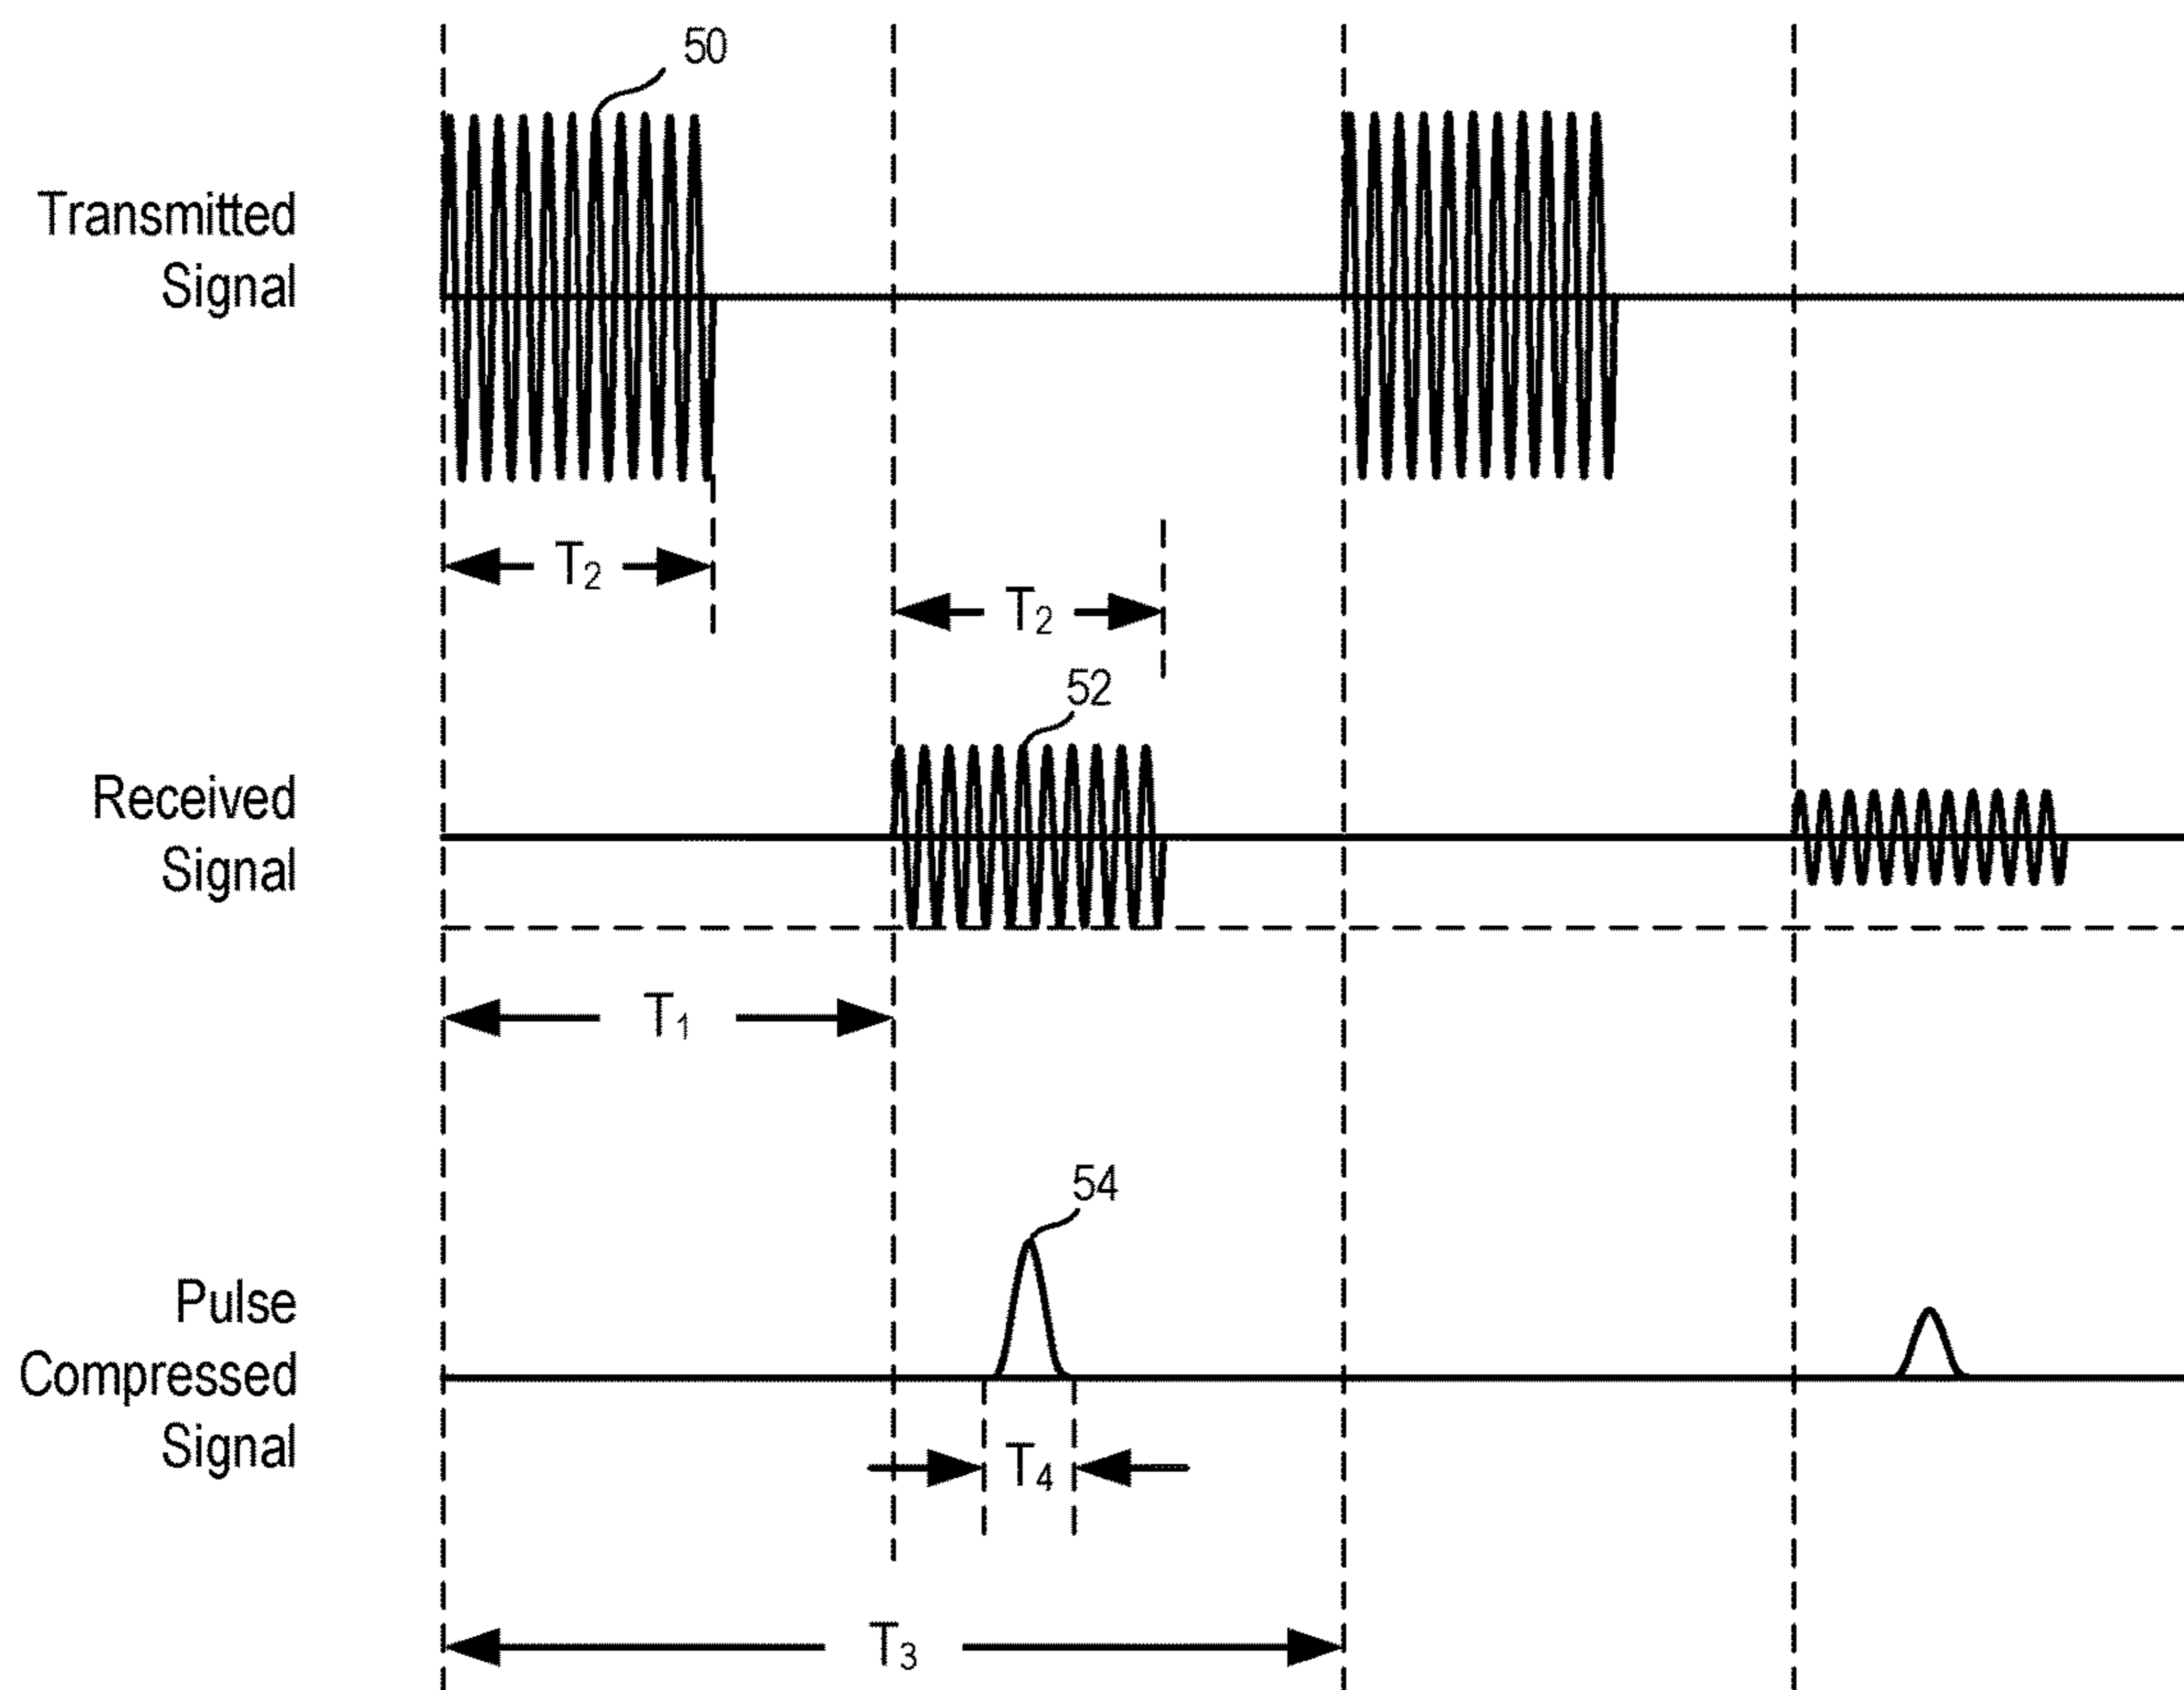 50
Transmitted
Signal
T₂
T₂
52
Received
Signal
T₁
54
Pulse
Compressed
Signal
T₄
T₃